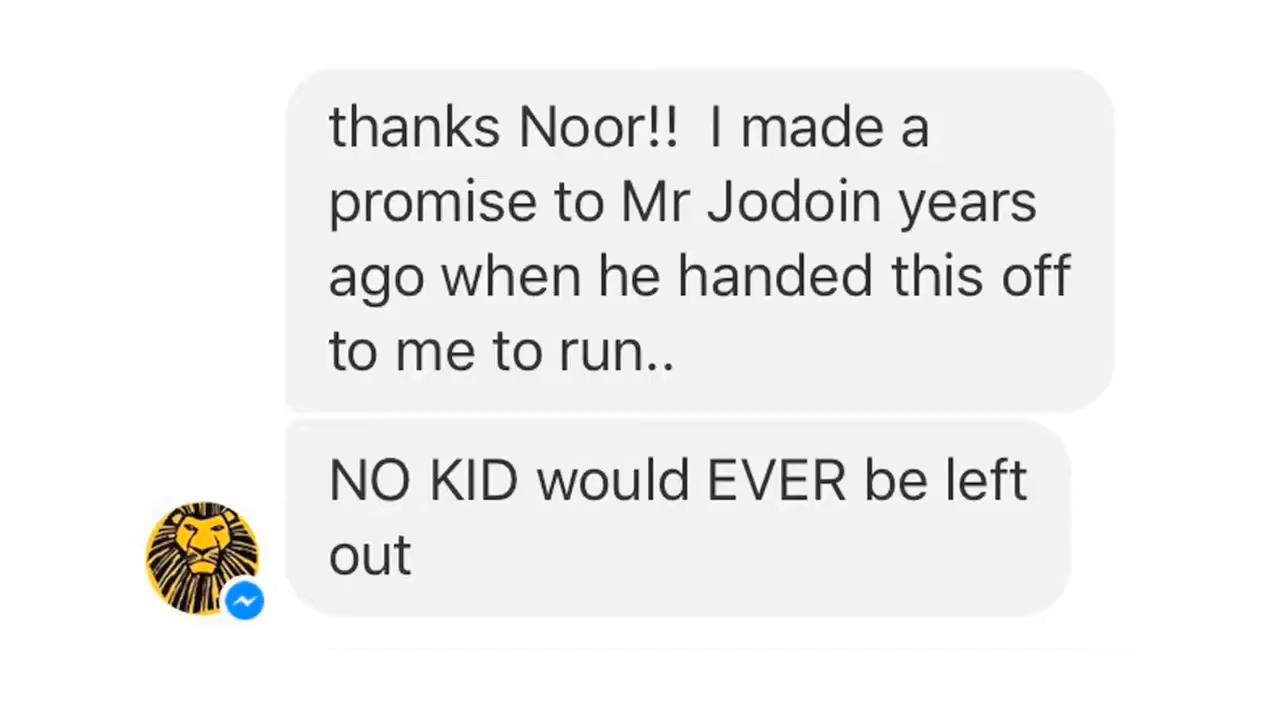 thanks Noor!!  I made a
promise to Mr Jodoin years
ago when he handed this off
to me to run..
NO KID would EVER be left
out